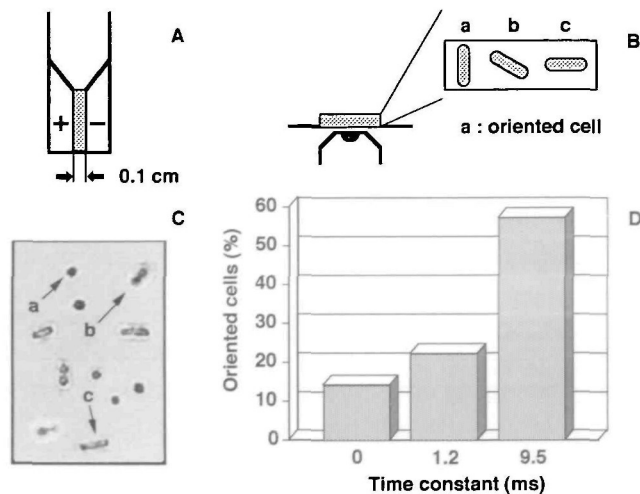 A
+ −
0.1 cm
B
a b c
a : oriented cell
C
a
b
c
D
Oriented cells (%)
60
50
40
30
20
10
0
0 1.2 9.5
Time constant (ms)